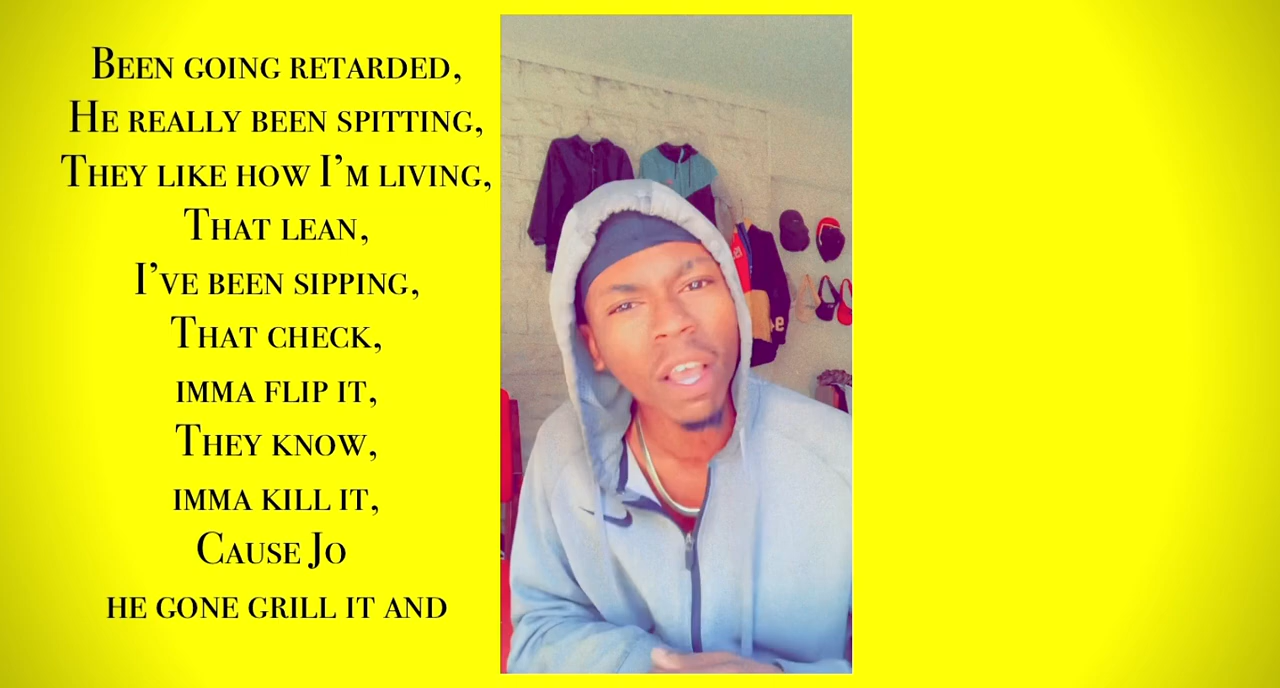 Been going retarded,
He really been spitting,
They like how I'm living,
That lean,
I've been sipping,
That check,
imma flip it,
They know,
imma kill it,
Cause Jo
he gone grill it and